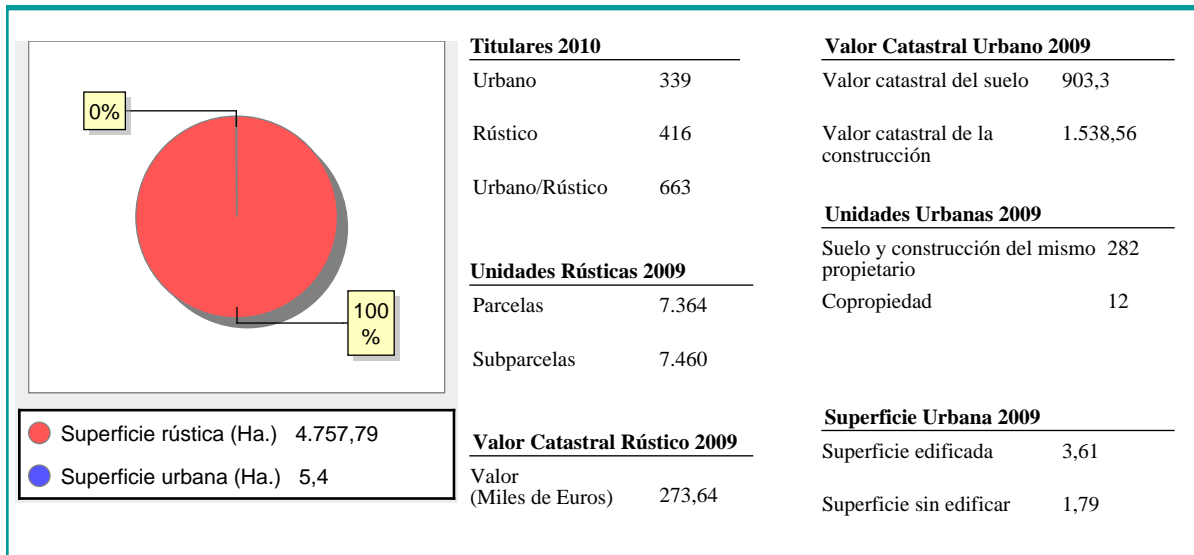 0%
100
%
Superficie rústica (Ha.) 4.757,79
Superficie urbana (Ha.) 5,4
Titulares 2010
Urbano 339
Rústico 416
Urbano/Rústico 663
Unidades Rústicas 2009
Parcelas 7.364
Subparcelas 7.460
Valor Catastral Rústico 2009
Valor
(Miles de Euros) 273,64
Valor Catastral Urbano 2009
Valor catastral del suelo 903,3
Valor catastral de la 1.538,56
construcción
Unidades Urbanas 2009
Suelo y construcción del mismo 282
propietario
Copropiedad 12
Superficie Urbana 2009
Superficie edificada 3,61
Superficie sin edificar 1,79